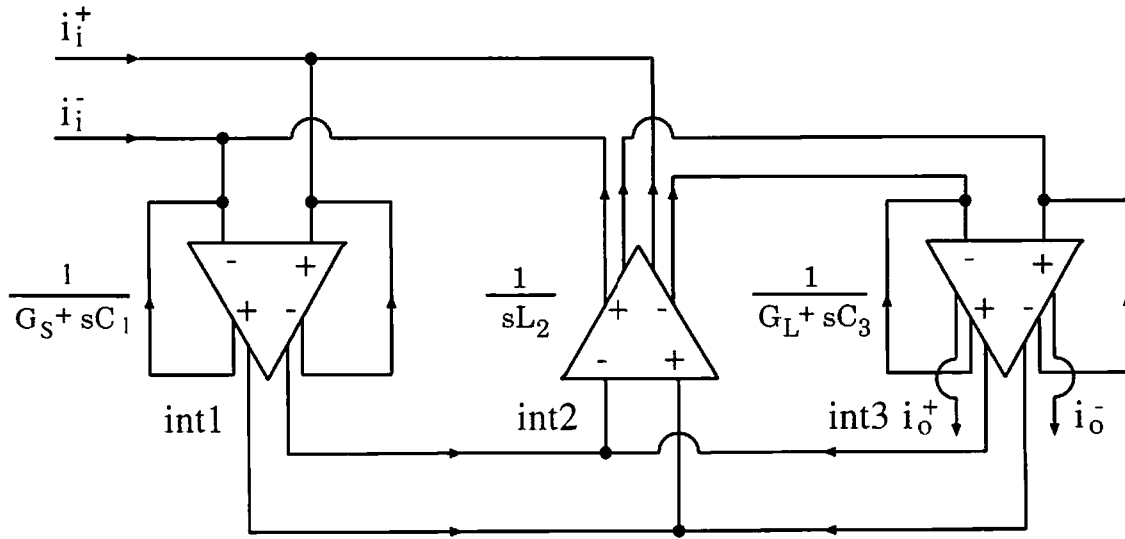 i_i^+
i_i^-
- +
+ -
1 / (G_S + sC_1)
int1
1 / (sL_2)
+ -
- +
int2
1 / (G_L + sC_3)
- +
+ -
int3 i_o^+ i_o^-